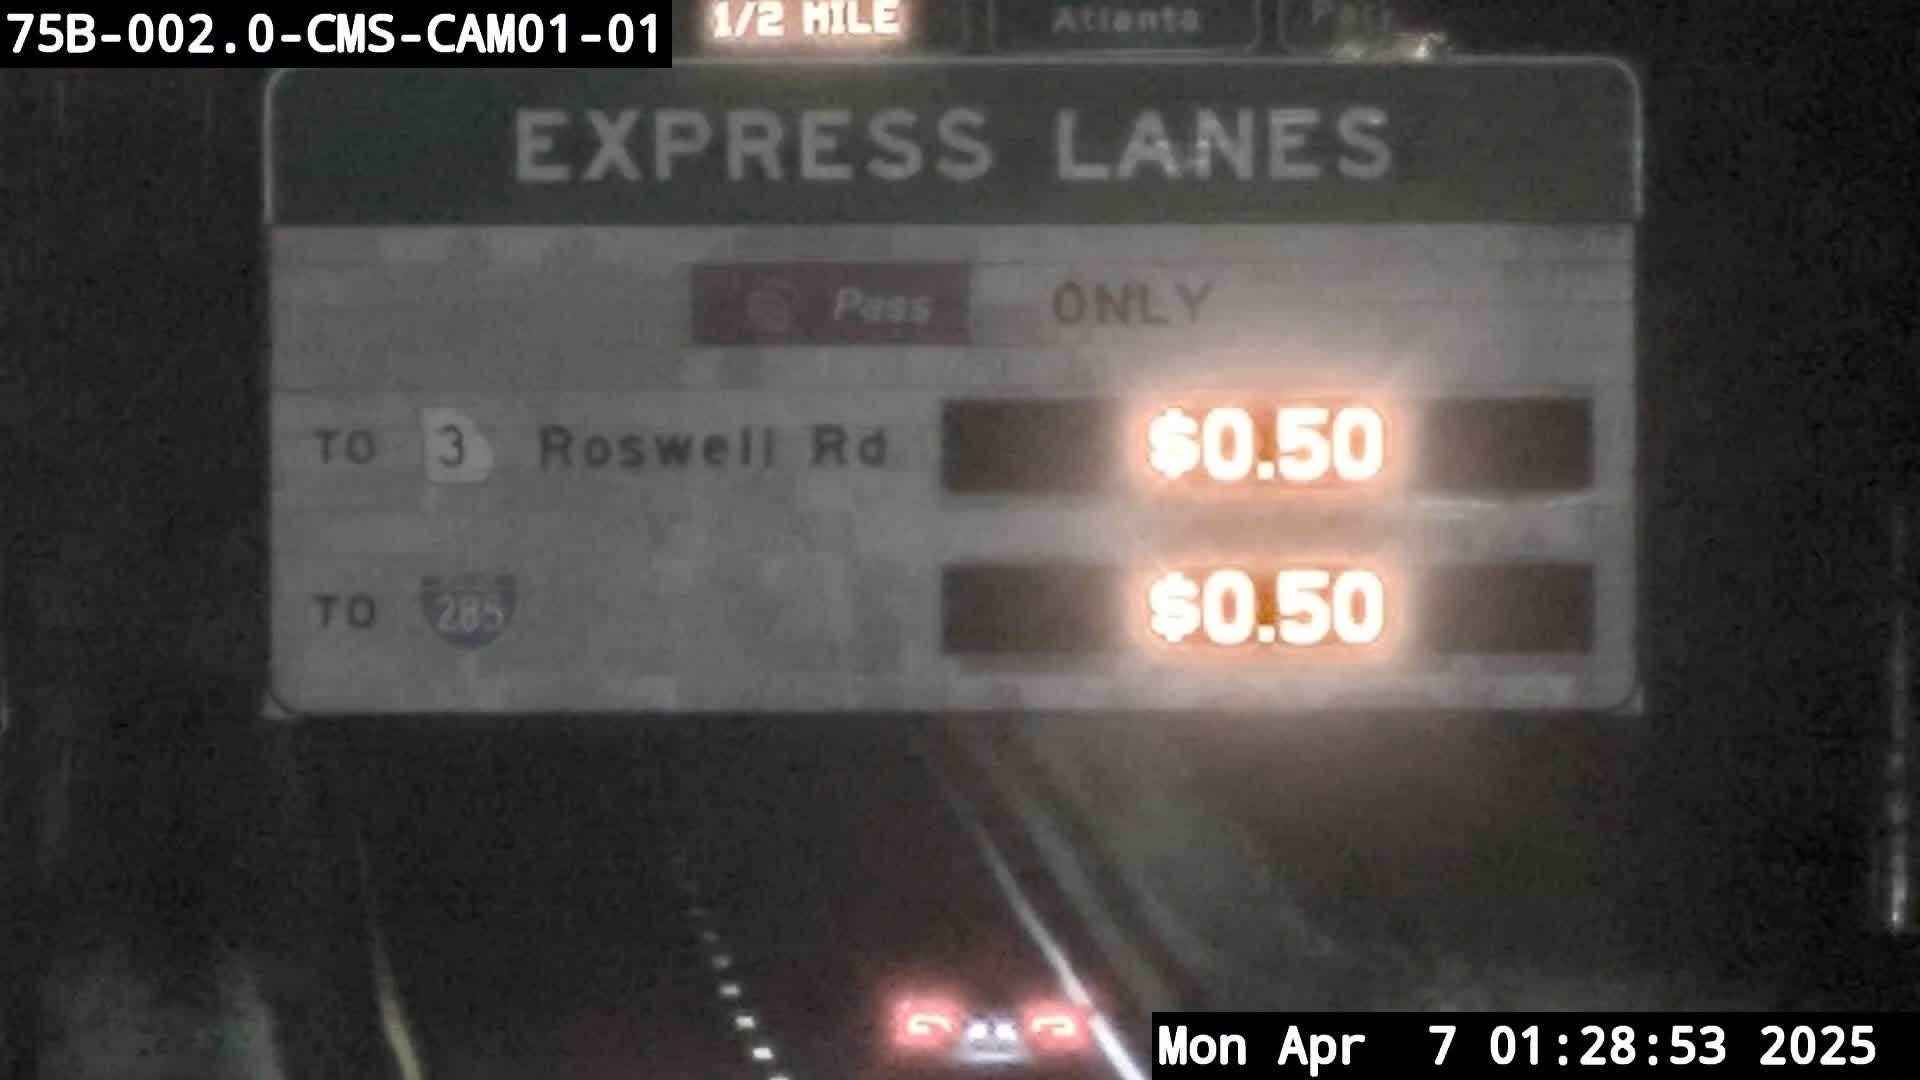 75B-002.0-CMS-CAM01-01
1/2 MILE
Atlanta
EXPRESS LANES
Pass ONLY
TO 3 Roswell Rd $0.50
TO 285 $0.50
Mon Apr 7 01:28:53 2025